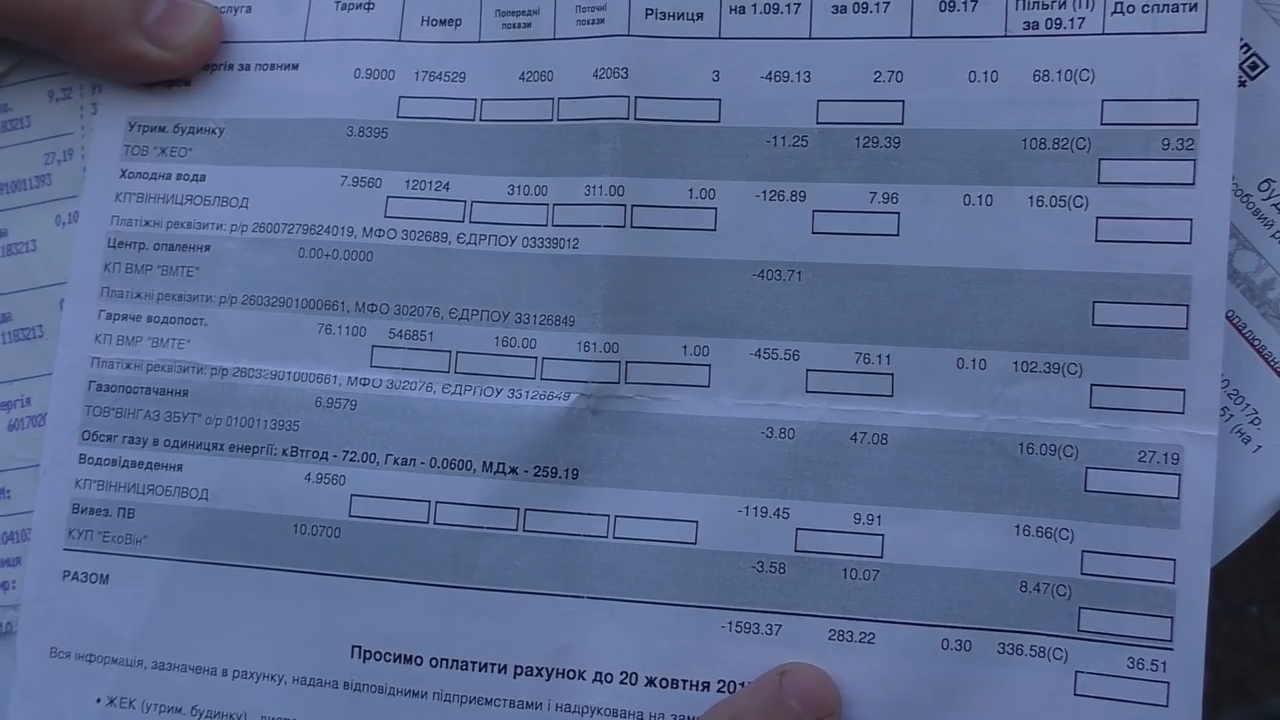 Тариф Номер Попередні покази Поточні покази Різниця на 1.09.17 за 09.17 09.17 Пільги (П) за 09.17 До сплати
за повним 0.9000 1764529 42060 42063 3 -469.13 2.70 0.10 68.10(С)
Утрим. будинку 3.8395 -11.25 129.39 108.82(С) 9.32
ТОВ "ЖЕО"
Холодна вода 7.9560 120124 310.00 311.00 1.00 -126.89 7.96 0.10 16.05(С)
КП"ВІННИЦЯОБЛВОД
Платіжні реквізити: р/р 26007279624019, МФО 302689, ЄДРПОУ 03339012
Центр. опалення 0.00+0.0000 -403.71
КП ВМР "ВМТЕ"
Платіжні реквізити: р/р 26032901000661, МФО 302076, ЄДРПОУ 33126849
Гаряче водопост. 76.1100 546851 160.00 161.00 1.00 -455.56 76.11 0.10 102.39(С)
КП ВМР "ВМТЕ"
Платіжні реквізити: р/р 26032901000661, МФО 302076, ЄДРПОУ 33126849
Газопостачання 6.9579 -3.80 47.08 16.09(С) 27.19
ТОВ"ВІНГАЗ ЗБУТ" о/р 0100113935
Обсяг газу в одиницях енергії: кВтгод - 72.00, Гкал - 0.0600, МДж - 259.19
Водовідведення 4.9560 -119.45 9.91 16.66(С)
КП"ВІННИЦЯОБЛВОД
Вивез. ПВ 10.0700 -3.58 10.07 8.47(С)
КУП "ЕкоВін"
РАЗОМ -1593.37 283.22 0.30 336.58(С) 36.51
Просимо оплатити рахунок до 20 жовтня
Вся інформація, зазначена в рахунку, надана відповідними підприємствами і надрукована на
• ЖЕК (утрим. будинку),
9,32
183213
27,19
0,10
183213
1183213